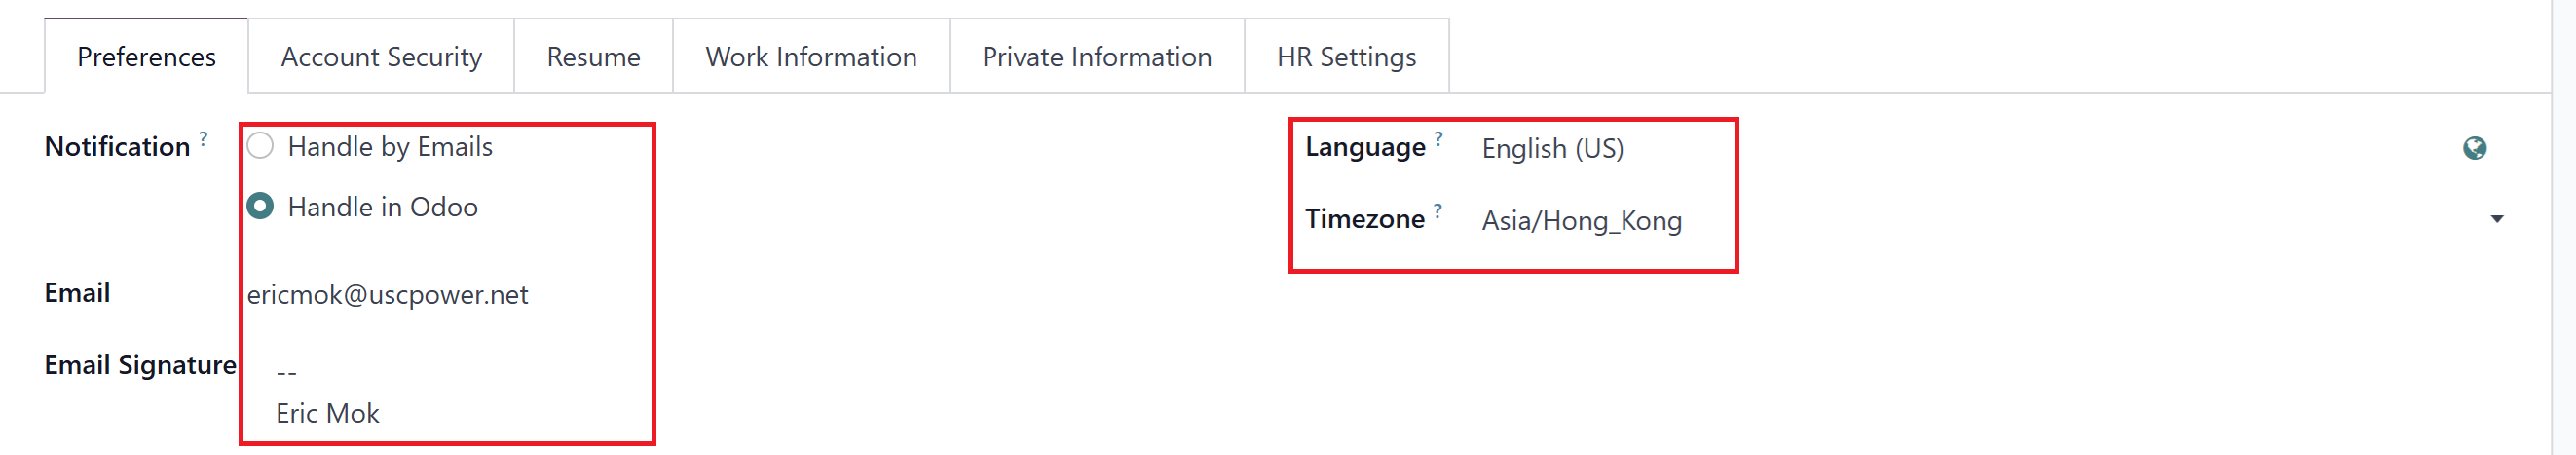 Preferences
Account Security
Resume
Work Information
Private Information
HR Settings
Notification ?
Handle by Emails
Handle in Odoo
Email
ericmok@uscpower.net
Email Signature
--
Eric Mok
Language ?
English (US)
Timezone ?
Asia/Hong_Kong